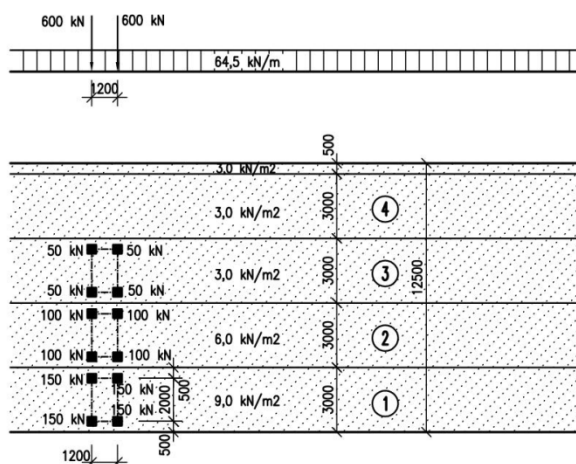 600 kN 600 kN
64,5 kN/m
1200
500
3.0 kN/m2
3,0 kN/m2 3000 4
50 kN 50 kN
3,0 kN/m2 3000 3 12500
50 kN 50 kN
100 kN 100 kN
6,0 kN/m2 3000 2
100 kN 100 kN
150 kN 150 kN 500
9,0 kN/m2 2000 3000 1
150 kN 150 kN
500
1200